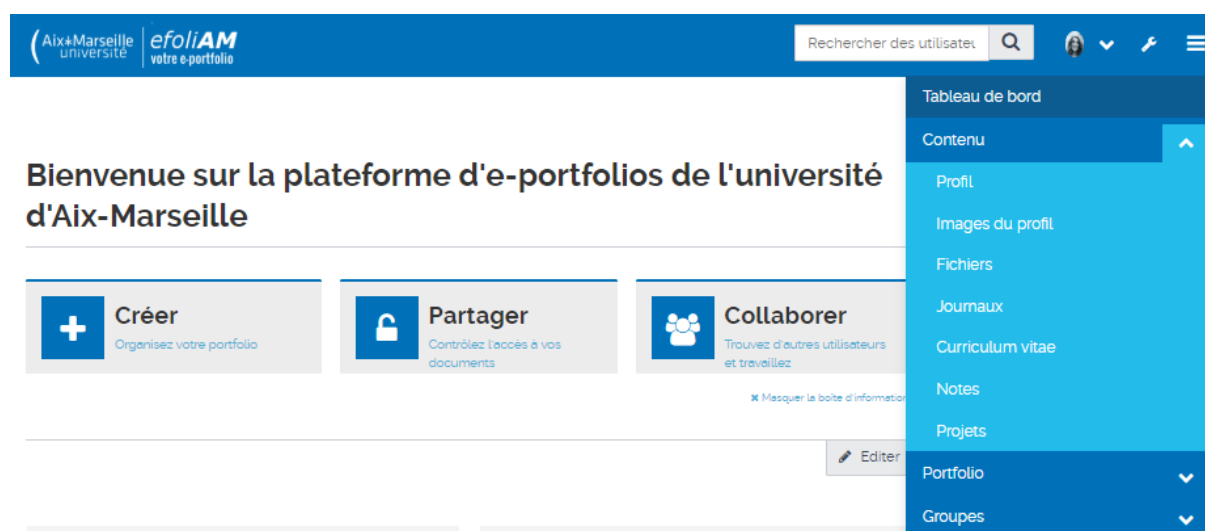 Aix*Marseille
université
efoliAM
votre e-portfolio
Rechercher des utilisateu
Tableau de bord
Contenu
Profil
Images du profil
Fichiers
Journaux
Curriculum vitae
Notes
Projets
Portfolio
Groupes
Bienvenue sur la plateforme d'e-portfolios de l'université
d'Aix-Marseille
Créer
Organisez votre portfolio
Partager
Contrôlez l'accès à vos
documents
Collaborer
Trouvez d'autres utilisateurs
et travaillez
Masquer la boite d'information
Editer